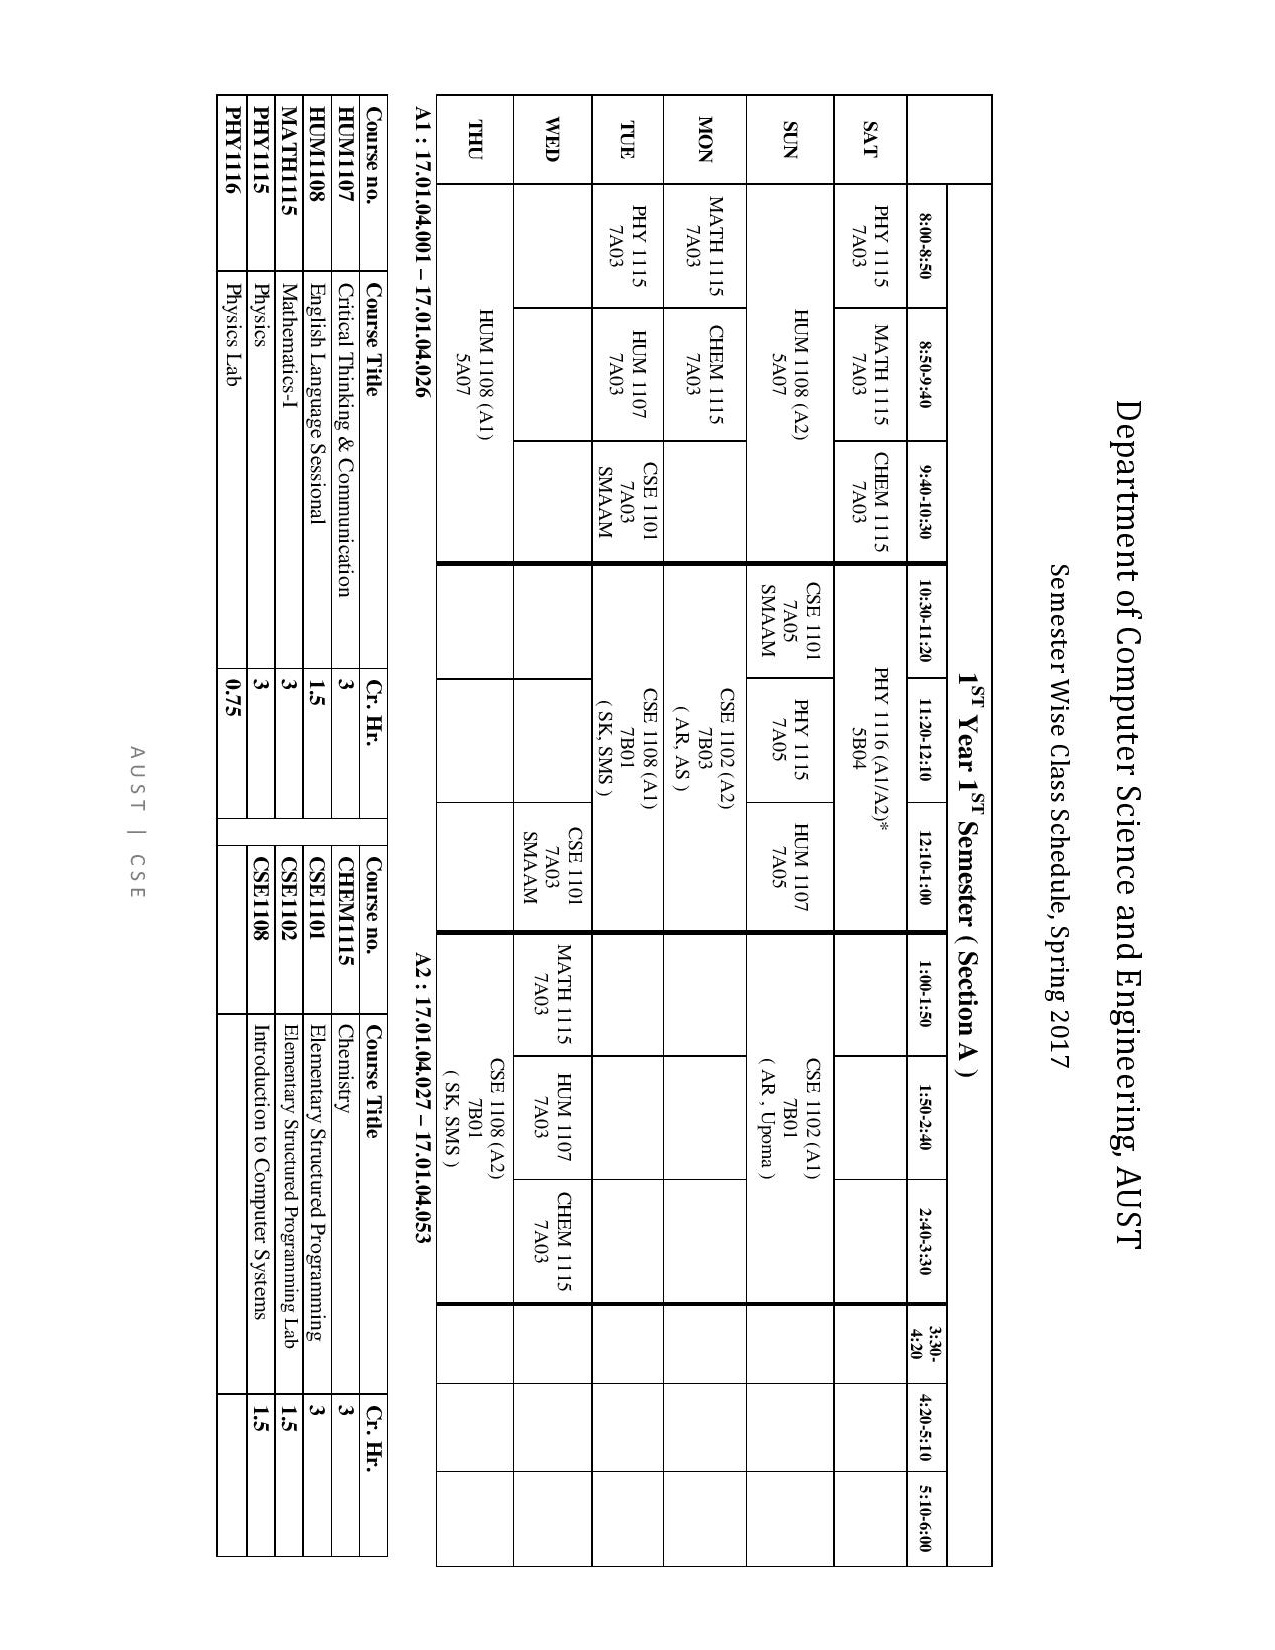 Department of Computer Science and Engineering, AUST
Semester Wise Class Schedule, Spring 2017
1ST Year 1ST Semester ( Section A )
8:00-8:50 8:50-9:40 9:40-10:30 10:30-11:20 11:20-12:10 12:10-1:00 1:00-1:50 1:50-2:40 2:40-3:30 3:30-
4:20 4:20-5:10 5:10-6:00
SAT
PHY 1115
7A03
MATH 1115
7A03
CHEM 1115
7A03
PHY 1116 (A1/A2)*
5B04
SUN
HUM 1108 (A2)
5A07
CSE 1101
7A05
SMAAM
PHY 1115
7A05
HUM 1107
7A05
CSE 1102 (A1)
7B01
( AR , Upoma )
MON
MATH 1115
7A03
CHEM 1115
7A03
CSE 1102 (A2)
7B03
( AR, AS )
TUE
PHY 1115
7A03
HUM 1107
7A03
CSE 1101
7A03
SMAAM
CSE 1108 (A1)
7B01
( SK, SMS )
WED
CSE 1101
7A03
SMAAM
MATH 1115
7A03
HUM 1107
7A03
CHEM 1115
7A03
THU
HUM 1108 (A1)
5A07
CSE 1108 (A2)
7B01
( SK, SMS )
A1 : 17.01.04.001 – 17.01.04.026 A2 : 17.01.04.027 – 17.01.04.053
Course no. Course Title Cr. Hr. Course no. Course Title Cr. Hr.
HUM1107 Critical Thinking & Communication 3 CHEM1115 Chemistry 3
HUM1108 English Language Sessional 1.5 CSE1101 Elementary Structured Programming 3
MATH1115 Mathematics-I 3 CSE1102 Elementary Structured Programming Lab 1.5
PHY1115 Physics 3 CSE1108 Introduction to Computer Systems 1.5
PHY1116 Physics Lab 0.75
AUST | CSE